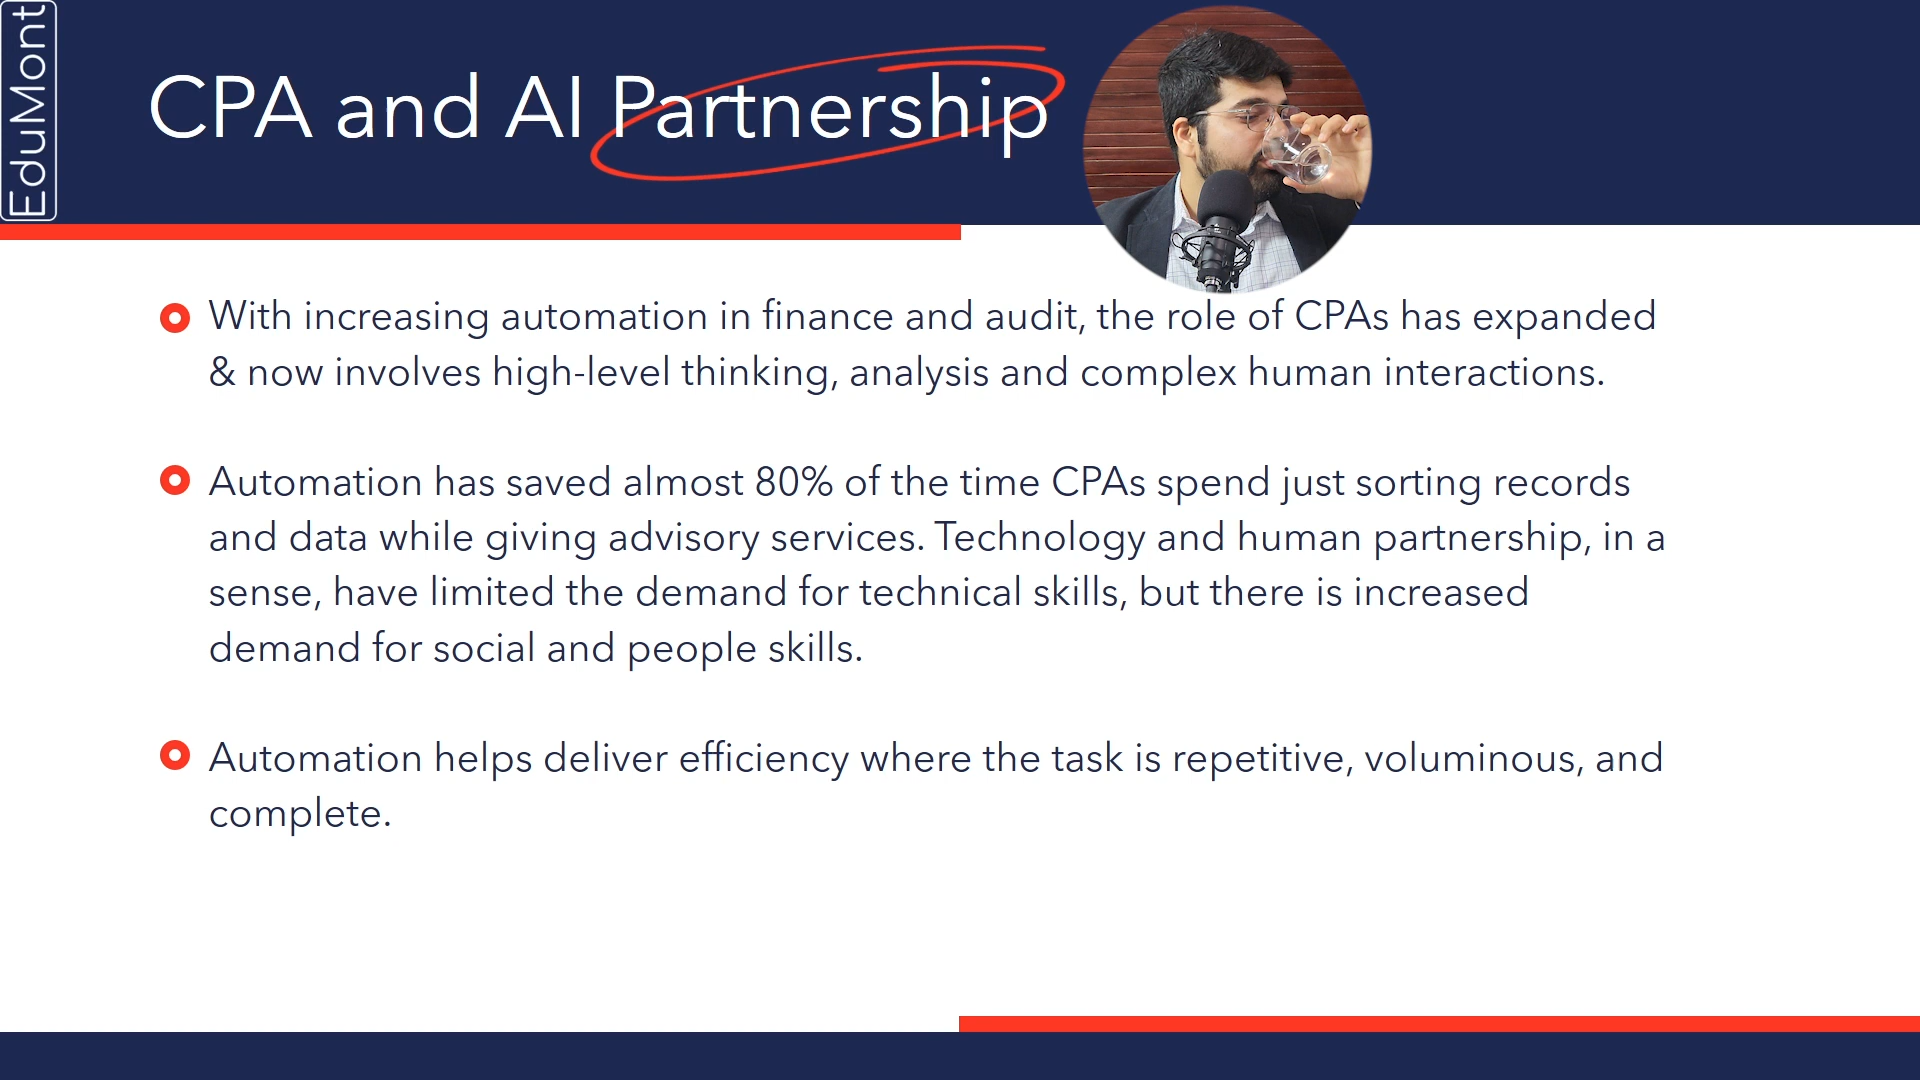 EduMont
CPA and AI Partnership
With increasing automation in finance and audit, the role of CPAs has expanded
& now involves high-level thinking, analysis and complex human interactions.
Automation has saved almost 80% of the time CPAs spend just sorting records
and data while giving advisory services. Technology and human partnership, in a
sense, have limited the demand for technical skills, but there is increased
demand for social and people skills.
Automation helps deliver efficiency where the task is repetitive, voluminous, and
complete.